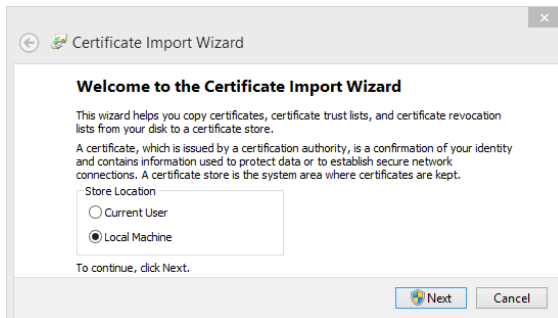 Certificate Import Wizard
Welcome to the Certificate Import Wizard
This wizard helps you copy certificates, certificate trust lists, and certificate revocation
lists from your disk to a certificate store.
A certificate, which is issued by a certification authority, is a confirmation of your identity
and contains information used to protect data or to establish secure network
connections. A certificate store is the system area where certificates are kept.
Store Location
Current User
Local Machine
To continue, click Next.
Next Cancel